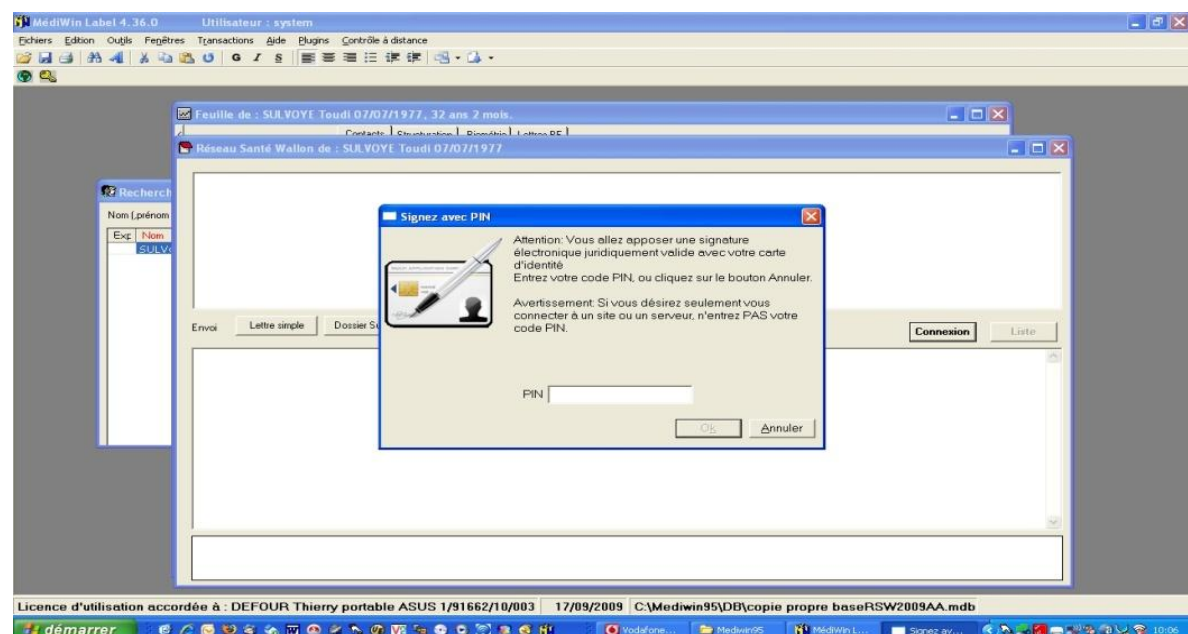 MédiWin Label 4.36.0 Utilisateur : system
Fichiers Edition Outils Fenêtres Transactions Aide Plugins Contrôle à distance
G I S
Feuille de : SULVOYE Toudi 07/07/1977, 32 ans 2 mois.
Contacts Structuration Biométrie Lettres RE
Réseau Santé Wallon de : SULVOYE Toudi 07/07/1977
Recherch
Nom [,prénom
Exp Nom
SULV
Signez avec PIN
Attention: Vous allez apposer une signature
électronique juridiquement valide avec votre carte
d'identité
Entrez votre code PIN, ou cliquez sur le bouton Annuler.
Avertissement: Si vous désirez seulement vous
connecter à un site ou un serveur, n'entrez PAS votre
code PIN.
PIN
Ok Annuler
Envoi Lettre simple Dossier Su Connexion Liste
Licence d'utilisation accordée à : DEFOUR Thierry portable ASUS 1/91662/10/003 17/09/2009 C:\Mediwin95\DB\copie propre baseRSW2009AA.mdb
démarrer Vodafone... Mediwin95 MédiWin L... Signez av... 10:06